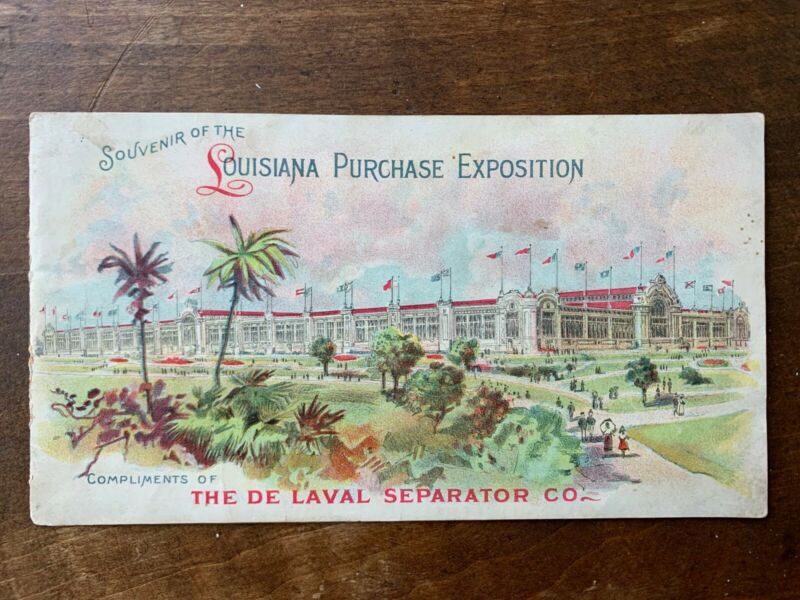 SOUVENIR OF THE
LOUISIANA PURCHASE EXPOSITION
COMPLIMENTS OF
THE DE LAVAL SEPARATOR CO.